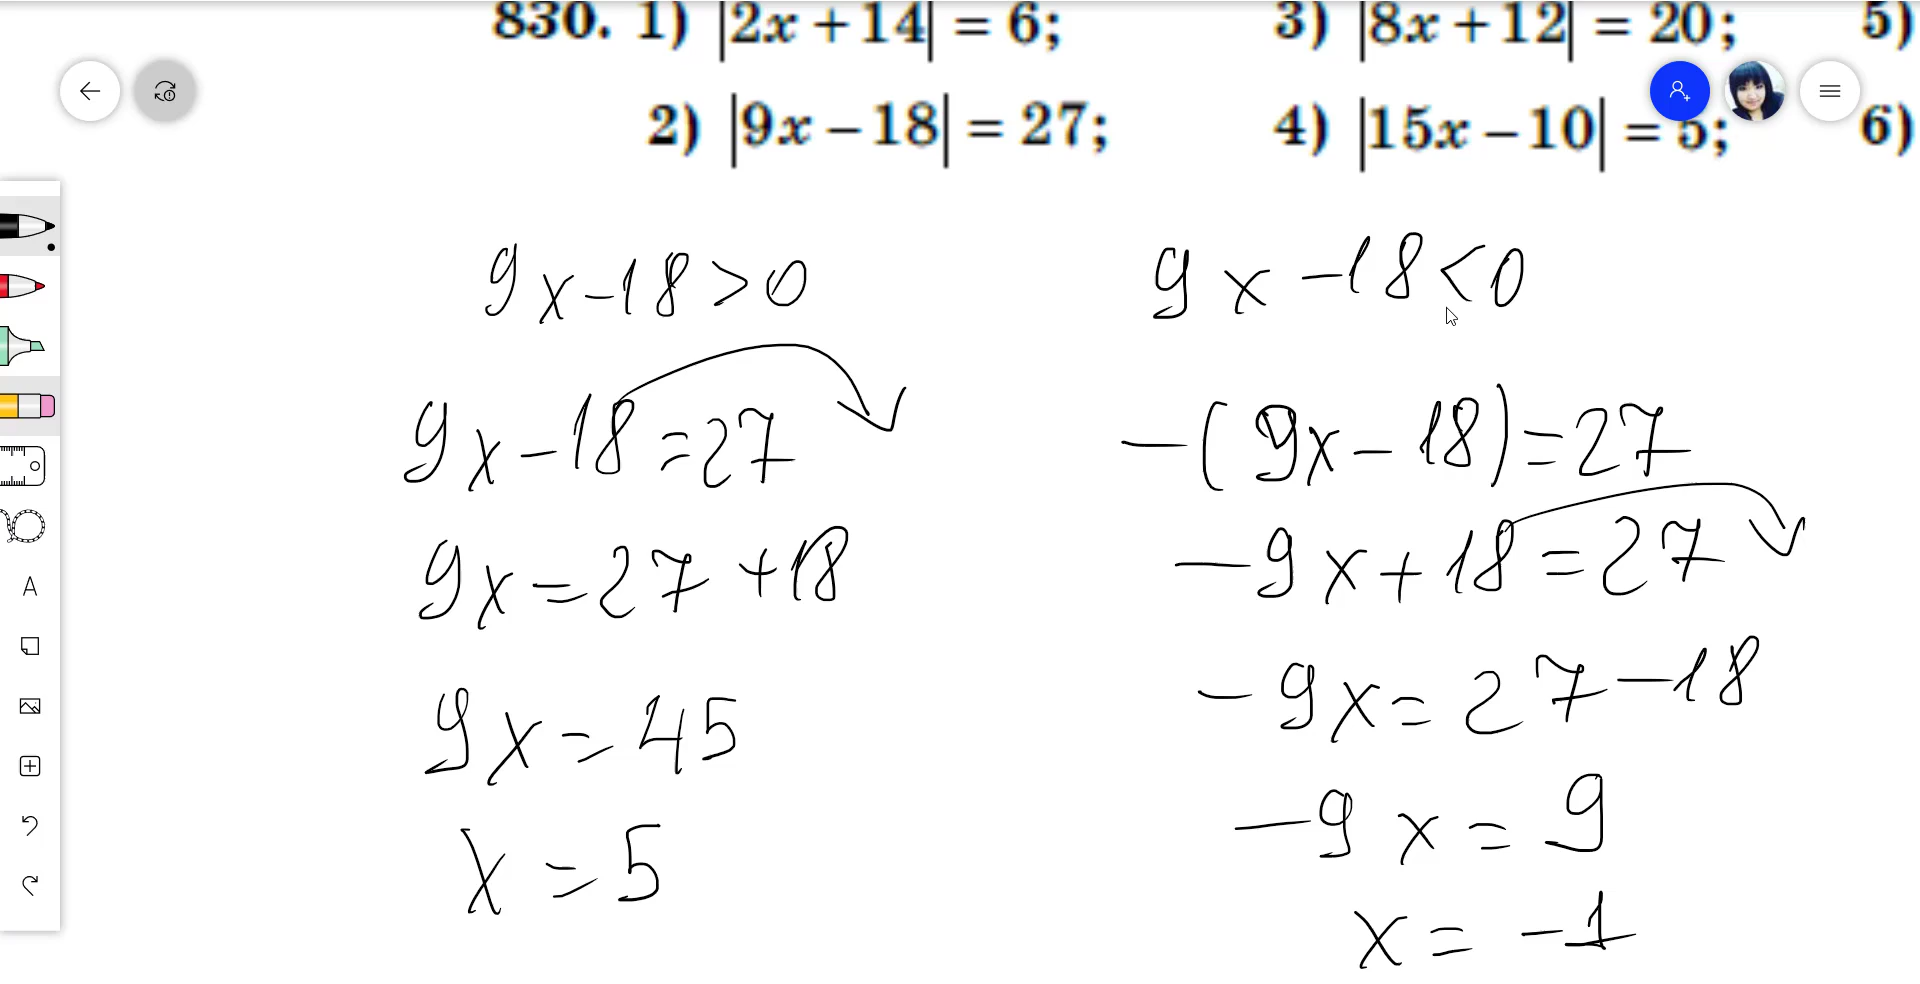 830. 1) |2x + 14| = 6;
3) |8x + 12| = 20;
5)
2) |9x – 18| = 27;
4) |15x – 10| = 5;
6)
9x – 18 > 0
9x – 18 = 27
9x = 27 + 18
9x = 45
x = 5
9x – 18 < 0
– (9x – 18) = 27
– 9x + 18 = 27
– 9x = 27 – 18
– 9x = 9
x = – 1
A